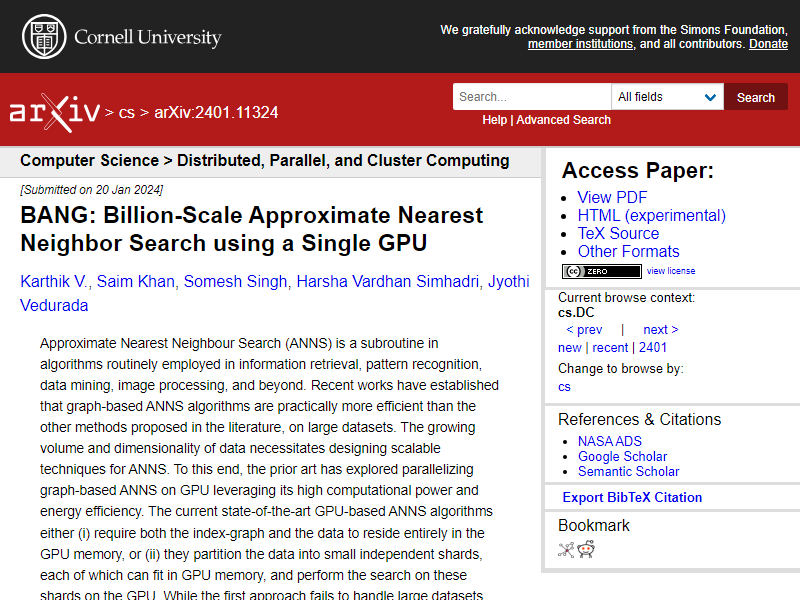 Cornell University
We gratefully acknowledge support from the Simons Foundation,
member institutions, and all contributors. Donate
arXiv > cs > arXiv:2401.11324
Search...
All fields
Search
Help | Advanced Search
Computer Science > Distributed, Parallel, and Cluster Computing
[Submitted on 20 Jan 2024]
BANG: Billion-Scale Approximate Nearest
Neighbor Search using a Single GPU
Karthik V., Saim Khan, Somesh Singh, Harsha Vardhan Simhadri, Jyothi
Vedurada
Approximate Nearest Neighbour Search (ANNS) is a subroutine in
algorithms routinely employed in information retrieval, pattern recognition,
data mining, image processing, and beyond. Recent works have established
that graph-based ANNS algorithms are practically more efficient than the
other methods proposed in the literature, on large datasets. The growing
volume and dimensionality of data necessitates designing scalable
techniques for ANNS. To this end, the prior art has explored parallelizing
graph-based ANNS on GPU leveraging its high computational power and
energy efficiency. The current state-of-the-art GPU-based ANNS algorithms
either (i) require both the index-graph and the data to reside entirely in the
GPU memory, or (ii) they partition the data into small independent shards,
each of which can fit in GPU memory, and perform the search on these
shards on the GPU. While the first approach fails to handle large datasets
Access Paper:
View PDF
HTML (experimental)
TeX Source
Other Formats
cc ZERO view license
Current browse context:
cs.DC
< prev | next >
new | recent | 2401
Change to browse by:
cs
References & Citations
NASA ADS
Google Scholar
Semantic Scholar
Export BibTeX Citation
Bookmark